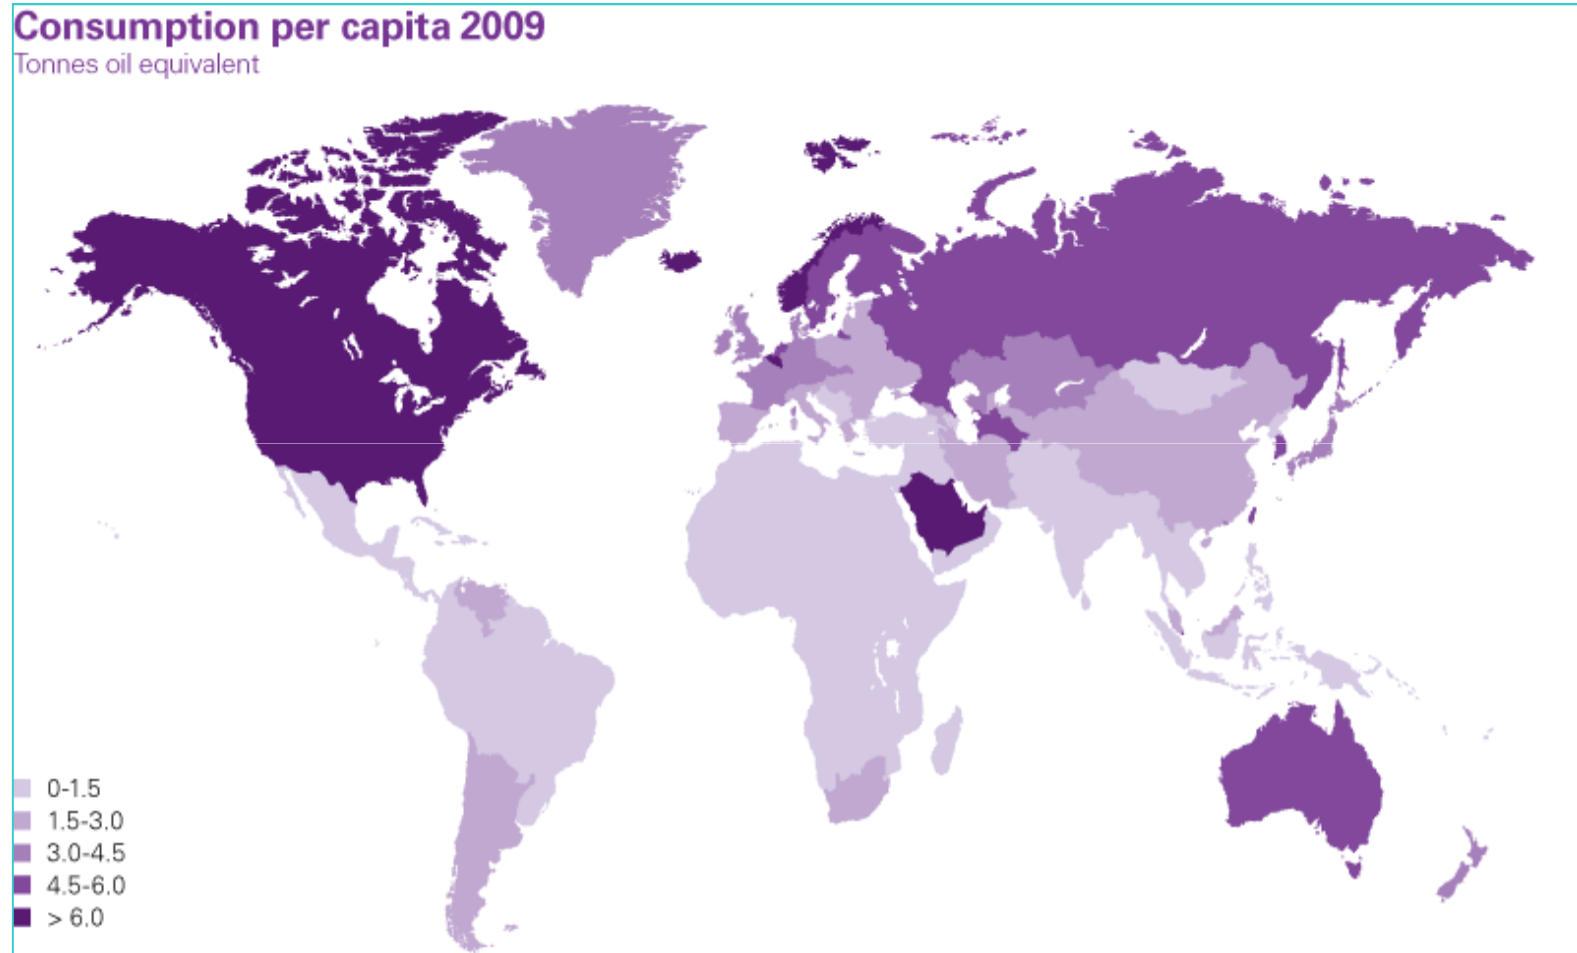 Consumption per capita 2009
Tonnes oil equivalent
0-1.5
1.5-3.0
3.0-4.5
4.5-6.0
> 6.0